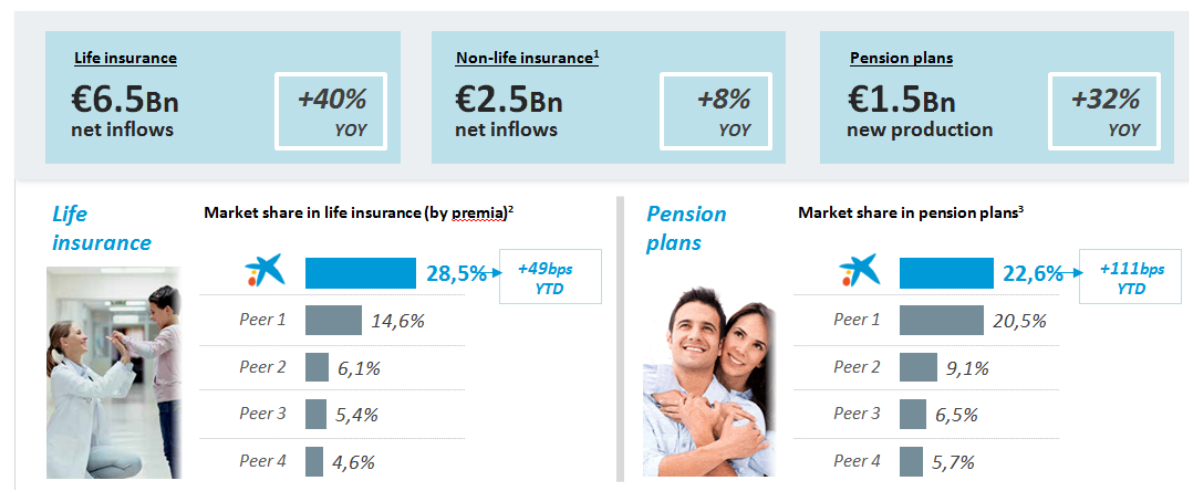 Life insurance
€6.5Bn
net inflows
+40%
YOY
Non-life insurance1
€2.5Bn
net inflows
+8%
YOY
Pension plans
€1.5Bn
new production
+32%
YOY
Life
insurance
Market share in life insurance (by premia)2
28,5%
+49bps
YTD
Peer 1
14,6%
Peer 2
6,1%
Peer 3
5,4%
Peer 4
4,6%
Pension
plans
Market share in pension plans3
22,6%
+111bps
YTD
Peer 1
20,5%
Peer 2
9,1%
Peer 3
6,5%
Peer 4
5,7%